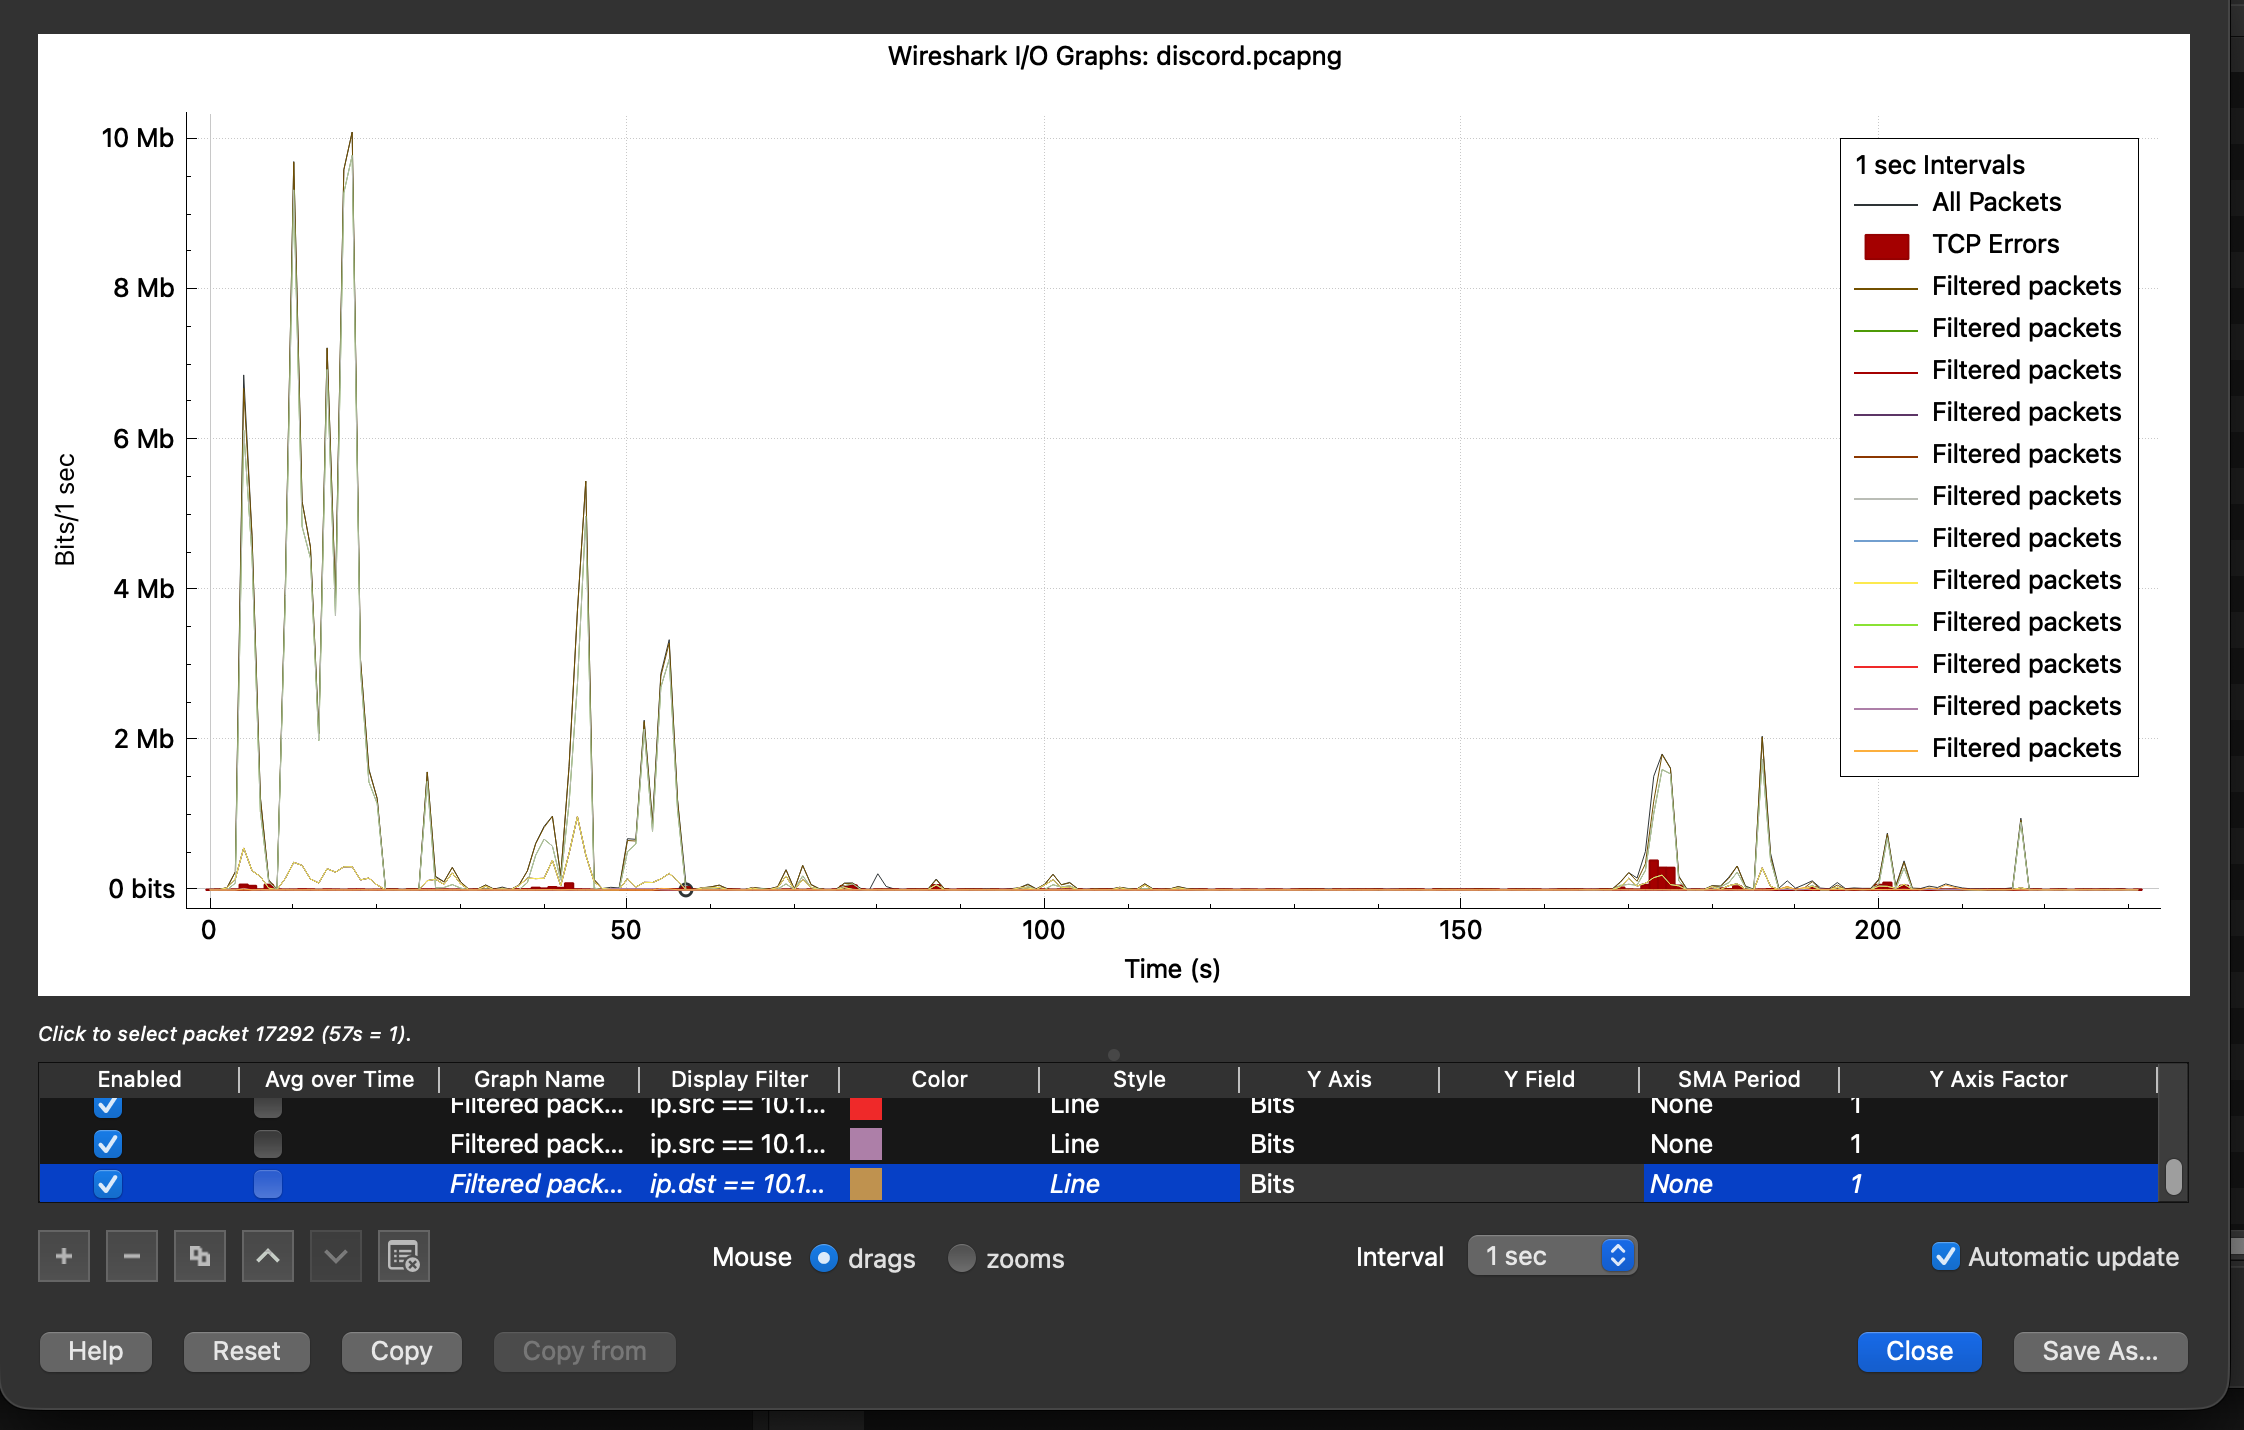 Wireshark I/O Graphs: discord.pcapng
10 Mb
8 Mb
6 Mb
4 Mb
2 Mb
0 bits
Bits/1 sec
0
50
100
150
200
Time (s)
1 sec Intervals
All Packets
TCP Errors
Filtered packets
Filtered packets
Filtered packets
Filtered packets
Filtered packets
Filtered packets
Filtered packets
Filtered packets
Filtered packets
Filtered packets
Filtered packets
Filtered packets
Click to select packet 17292 (57s = 1).
Enabled Avg over Time Graph Name Display Filter Color Style Y Axis Y Field SMA Period Y Axis Factor
Filtered pack... ip.src == 10.1... Line Bits None 1
Filtered pack... ip.src == 10.1... Line Bits None 1
Filtered pack... ip.dst == 10.1... Line Bits None 1
Mouse drags zooms Interval 1 sec Automatic update
Help Reset Copy Copy from Close Save As...